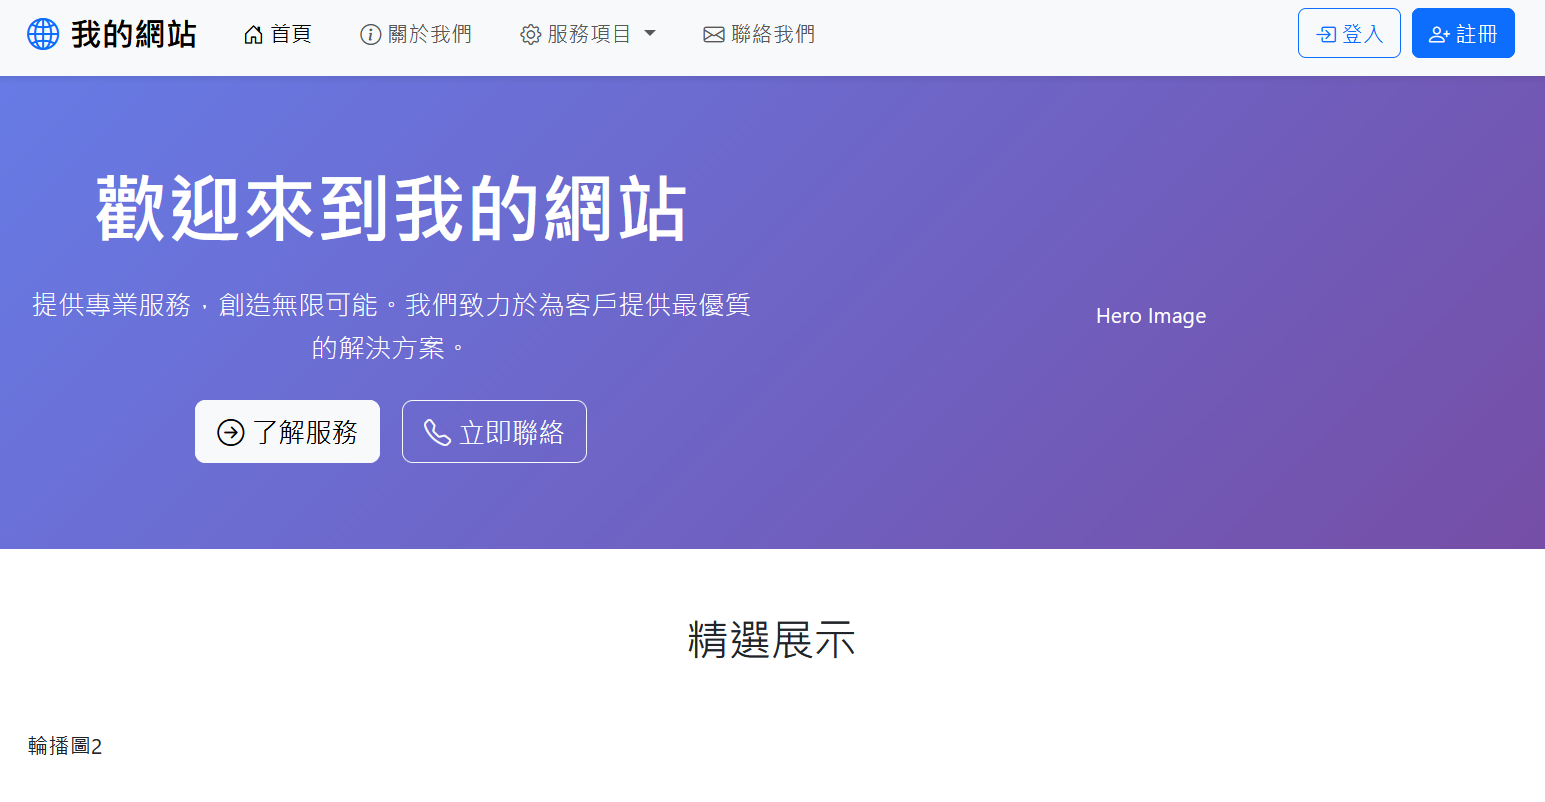 我的網站
首頁
關於我們
服務項目
聯絡我們
登入
註冊
歡迎來到我的網站
提供專業服務，創造無限可能。我們致力於為客戶提供最優質
的解決方案。
了解服務
立即聯絡
Hero Image
精選展示
輪播圖2